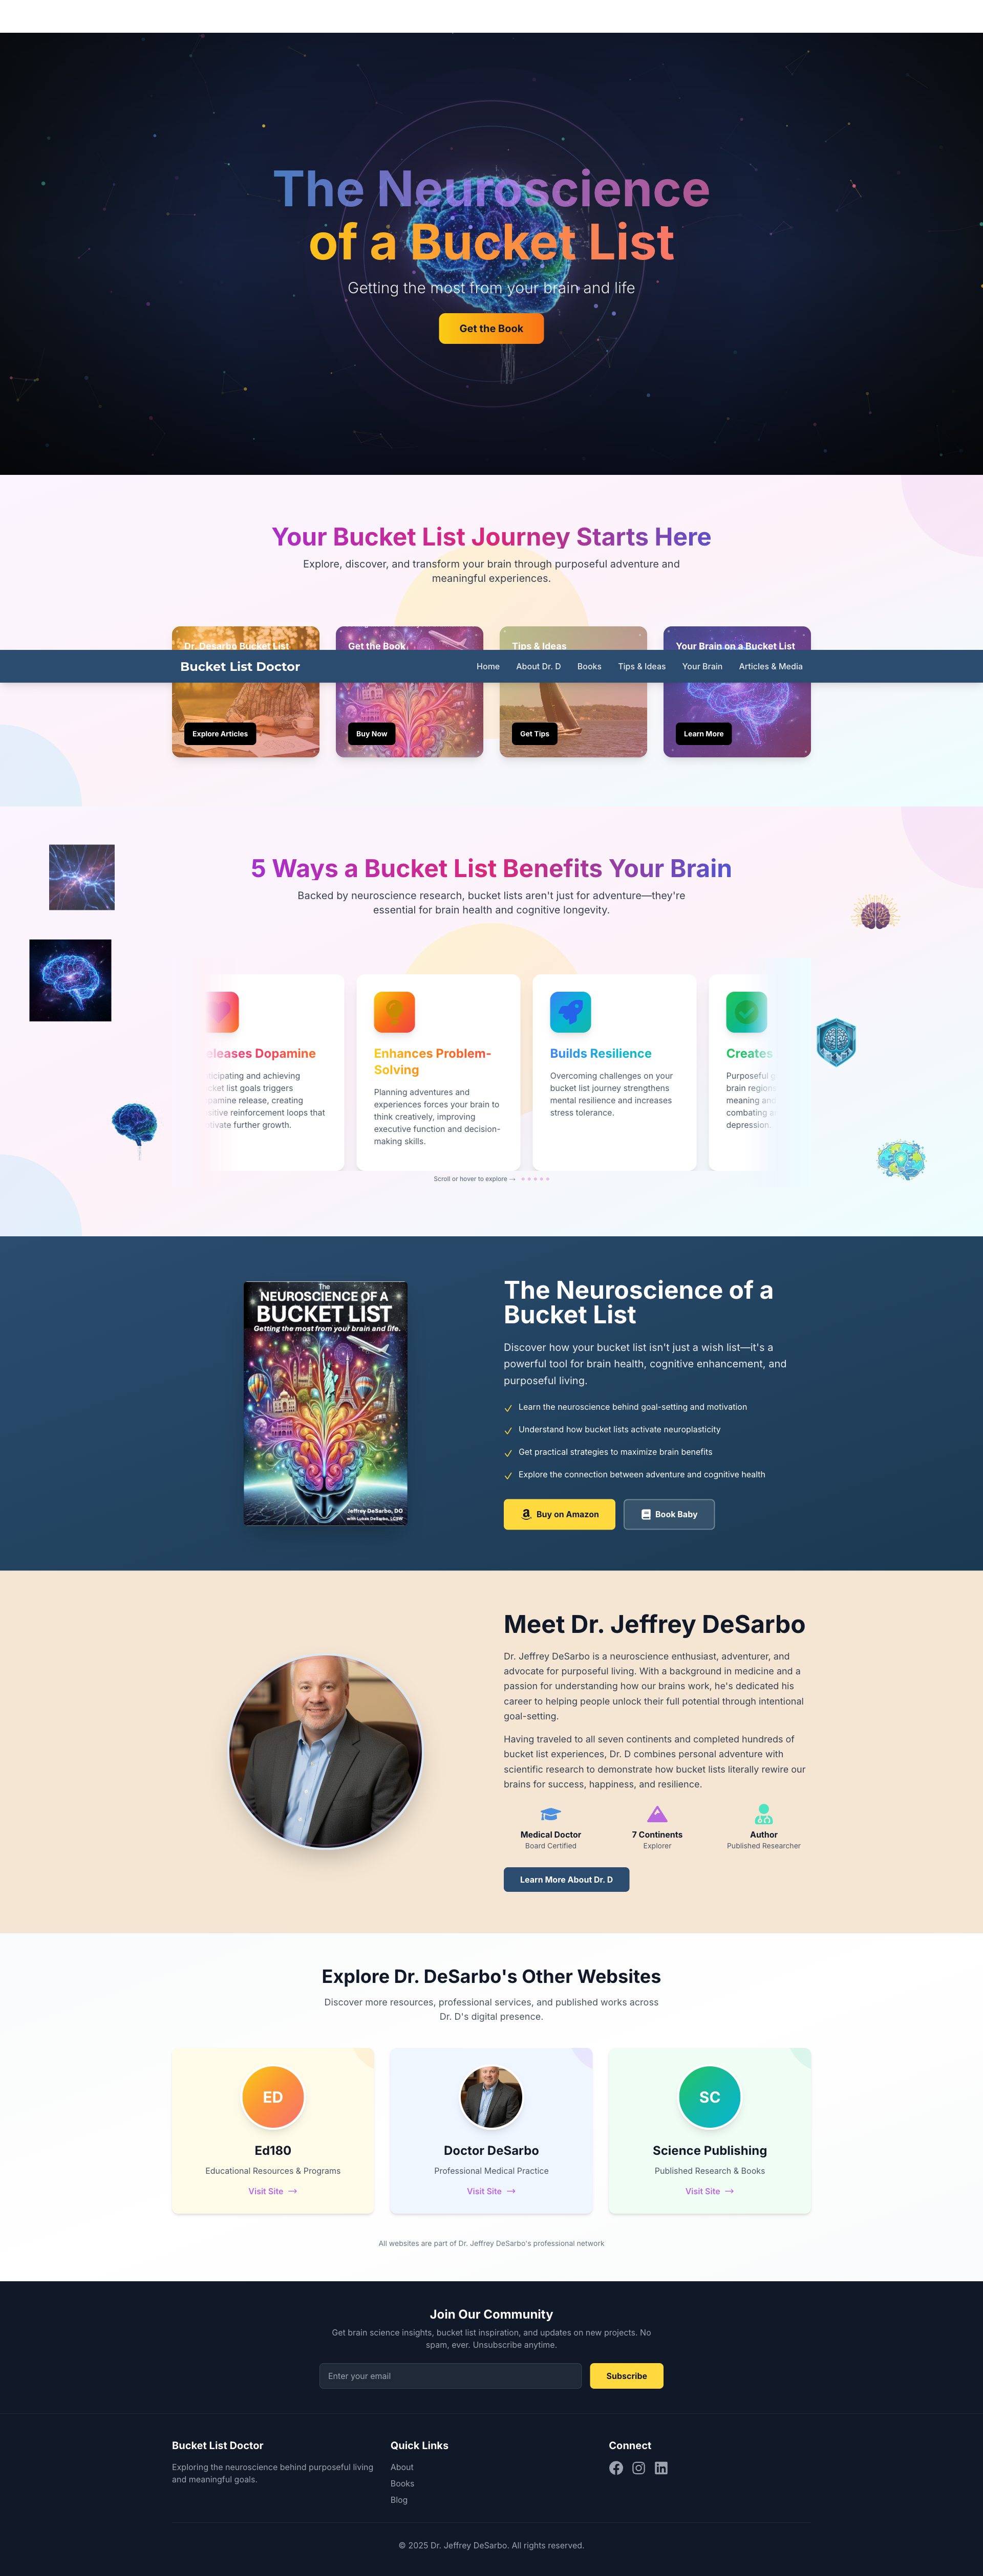 The Neuroscience
of a Bucket List
Getting the most from your brain and life
Get the Book
Your Bucket List Journey Starts Here
Explore, discover, and transform your brain through purposeful adventure and
meaningful experiences.
Dr. Desarbo Bucket List
Get the Book
Tips & Ideas
Your Brain on a Bucket List
Bucket List Doctor
Home
About Dr. D
Books
Tips & Ideas
Your Brain
Articles & Media
Explore Articles
Buy Now
Get Tips
Learn More
5 Ways a Bucket List Benefits Your Brain
Backed by neuroscience research, bucket lists aren't just for adventure—they're
essential for brain health and cognitive longevity.
eleases Dopamine
ticipating and achieving
cket list goals triggers
pamine release, creating
sitive reinforcement loops that
tivate further growth.
Enhances Problem-
Solving
Planning adventures and
experiences forces your brain to
think creatively, improving
executive function and decision-
making skills.
Builds Resilience
Overcoming challenges on your
bucket list journey strengthens
mental resilience and increases
stress tolerance.
Creates
Purposeful
brain region
meaning and
combating
depression.
Scroll or hover to explore →
The
NEUROSCIENCE OF A
BUCKET LIST
Getting the most from your brain and life.
Jeffrey DeSarbo, DO
with Lukas DeSarbo, LCSW
The Neuroscience of a
Bucket List
Discover how your bucket list isn't just a wish list—it's a
powerful tool for brain health, cognitive enhancement, and
purposeful living.
Learn the neuroscience behind goal-setting and motivation
Understand how bucket lists activate neuroplasticity
Get practical strategies to maximize brain benefits
Explore the connection between adventure and cognitive health
Buy on Amazon
Book Baby
Meet Dr. Jeffrey DeSarbo
Dr. Jeffrey DeSarbo is a neuroscience enthusiast, adventurer, and
advocate for purposeful living. With a background in medicine and a
passion for understanding how our brains work, he's dedicated his
career to helping people unlock their full potential through intentional
goal-setting.
Having traveled to all seven continents and completed hundreds of
bucket list experiences, Dr. D combines personal adventure with
scientific research to demonstrate how bucket lists literally rewire our
brains for success, happiness, and resilience.
Medical Doctor
Board Certified
7 Continents
Explorer
Author
Published Researcher
Learn More About Dr. D
Explore Dr. DeSarbo's Other Websites
Discover more resources, professional services, and published works across
Dr. D's digital presence.
ED
Ed180
Educational Resources & Programs
Visit Site →
Doctor DeSarbo
Professional Medical Practice
Visit Site →
SC
Science Publishing
Published Research & Books
Visit Site →
All websites are part of Dr. Jeffrey DeSarbo's professional network
Join Our Community
Get brain science insights, bucket list inspiration, and updates on new projects. No
spam, ever. Unsubscribe anytime.
Enter your email
Subscribe
Bucket List Doctor
Exploring the neuroscience behind purposeful living
and meaningful goals.
Quick Links
About
Books
Blog
Connect
© 2025 Dr. Jeffrey DeSarbo. All rights reserved.